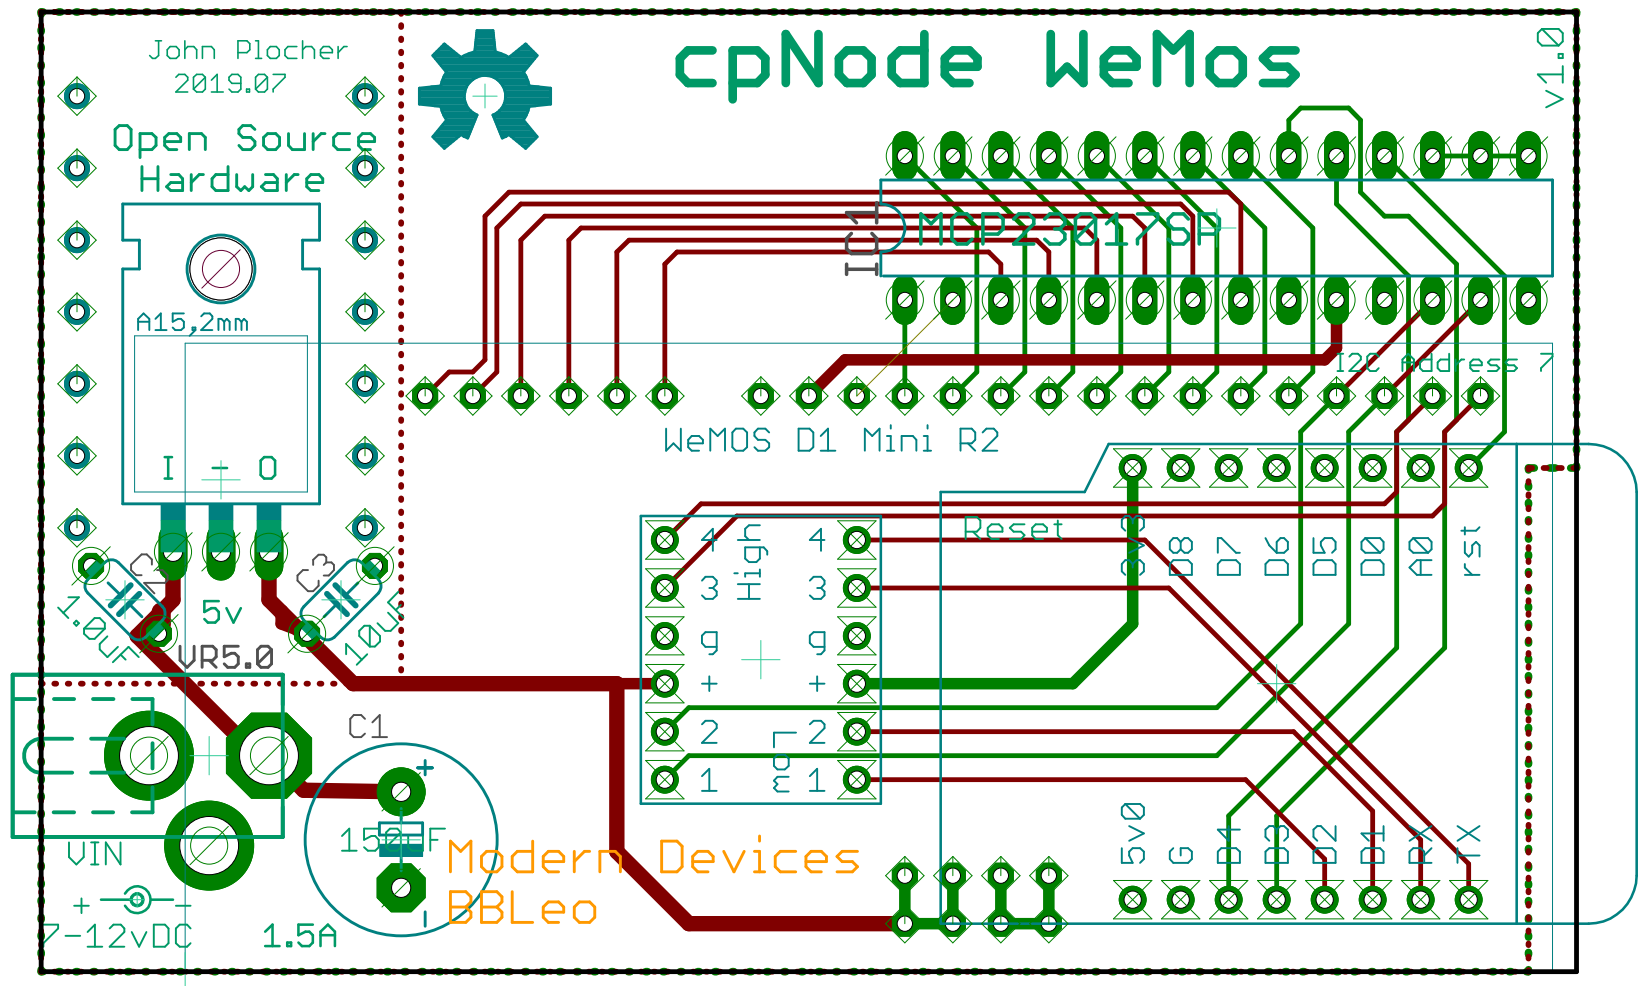 John Plocher
2019.07
Open Source
Hardware
cpNode WeMos
v1.0
IC1
MCP23017SP
A15,2mm
I2C Address 7
I - O
WeMOS D1 Mini R2
Reset
3v3
D8
D7
D6
D5
D0
A0
rst
High
4 4
3 3
g g
+ +
2 2
1 1
Low
C2
C3
1.0uF
5v
10uF
VR5.0
C1
+
150uF
-
VIN
+ -
7-12vDC
1.5A
Modern Devices
BBLeo
5v0
G
D4
D3
D2
D1
RX
TX